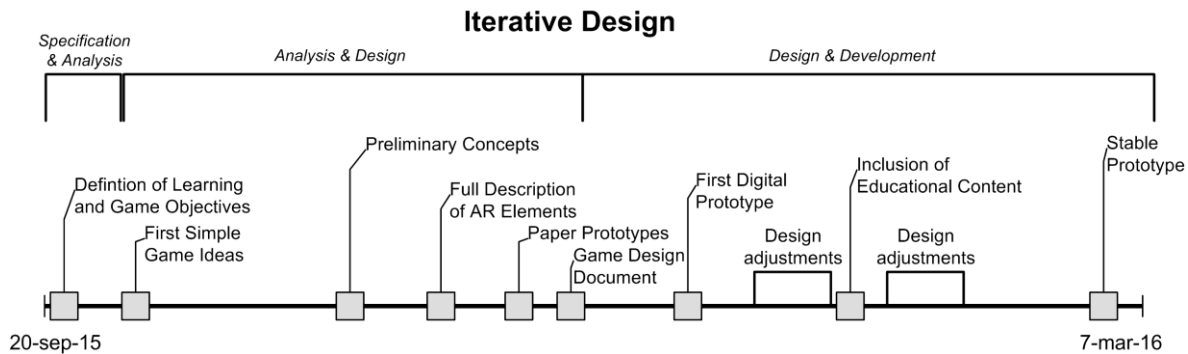 Iterative Design
Specification
& Analysis
Analysis & Design
Design & Development
Defintion of Learning
and Game Objectives
First Simple
Game Ideas
Preliminary Concepts
Full Description
of AR Elements
Paper Prototypes
Game Design
Document
First Digital
Prototype
Design
adjustments
Inclusion of
Educational Content
Design
adjustments
Stable
Prototype
20-sep-15
7-mar-16